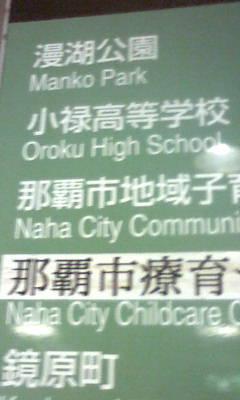 漫湖公園
Manko Park
小禄高等学校
Oroku High School
那覇市地域子育
Naha City Communi
那覇市療育
Naha City Childcare C
鏡原町